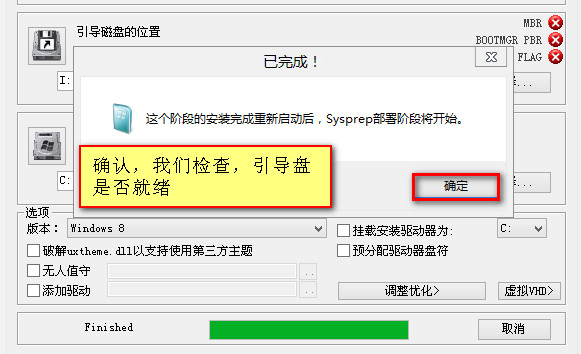 引导磁盘的位置
MBR
BOOTMGR PBR
FLAG
已完成！
I:
这个阶段的安装完成重新启动后，Sysprep部署阶段将开始。
确认，我们检查，引导盘
是否就绪
确定
C:
选项
版本： Windows 8
挂载安装驱动器为: C:
破解uxtheme.dll以支持使用第三方主题
预分配驱动器盘符
无人值守
..
添加驱动
..
调整优化>
虚拟VHD>
Finished
取消